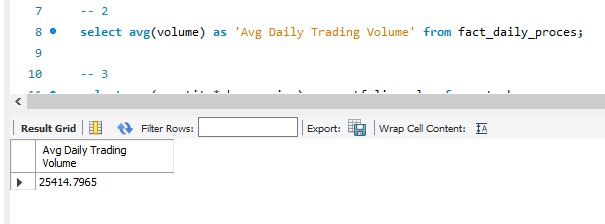 7 -- 2
8 select avg(volume) as 'Avg Daily Trading Volume' from fact_daily_proces;
9
10 -- 3
Result Grid Filter Rows: Export: Wrap Cell Content:
Avg Daily Trading
Volume
25414.7965